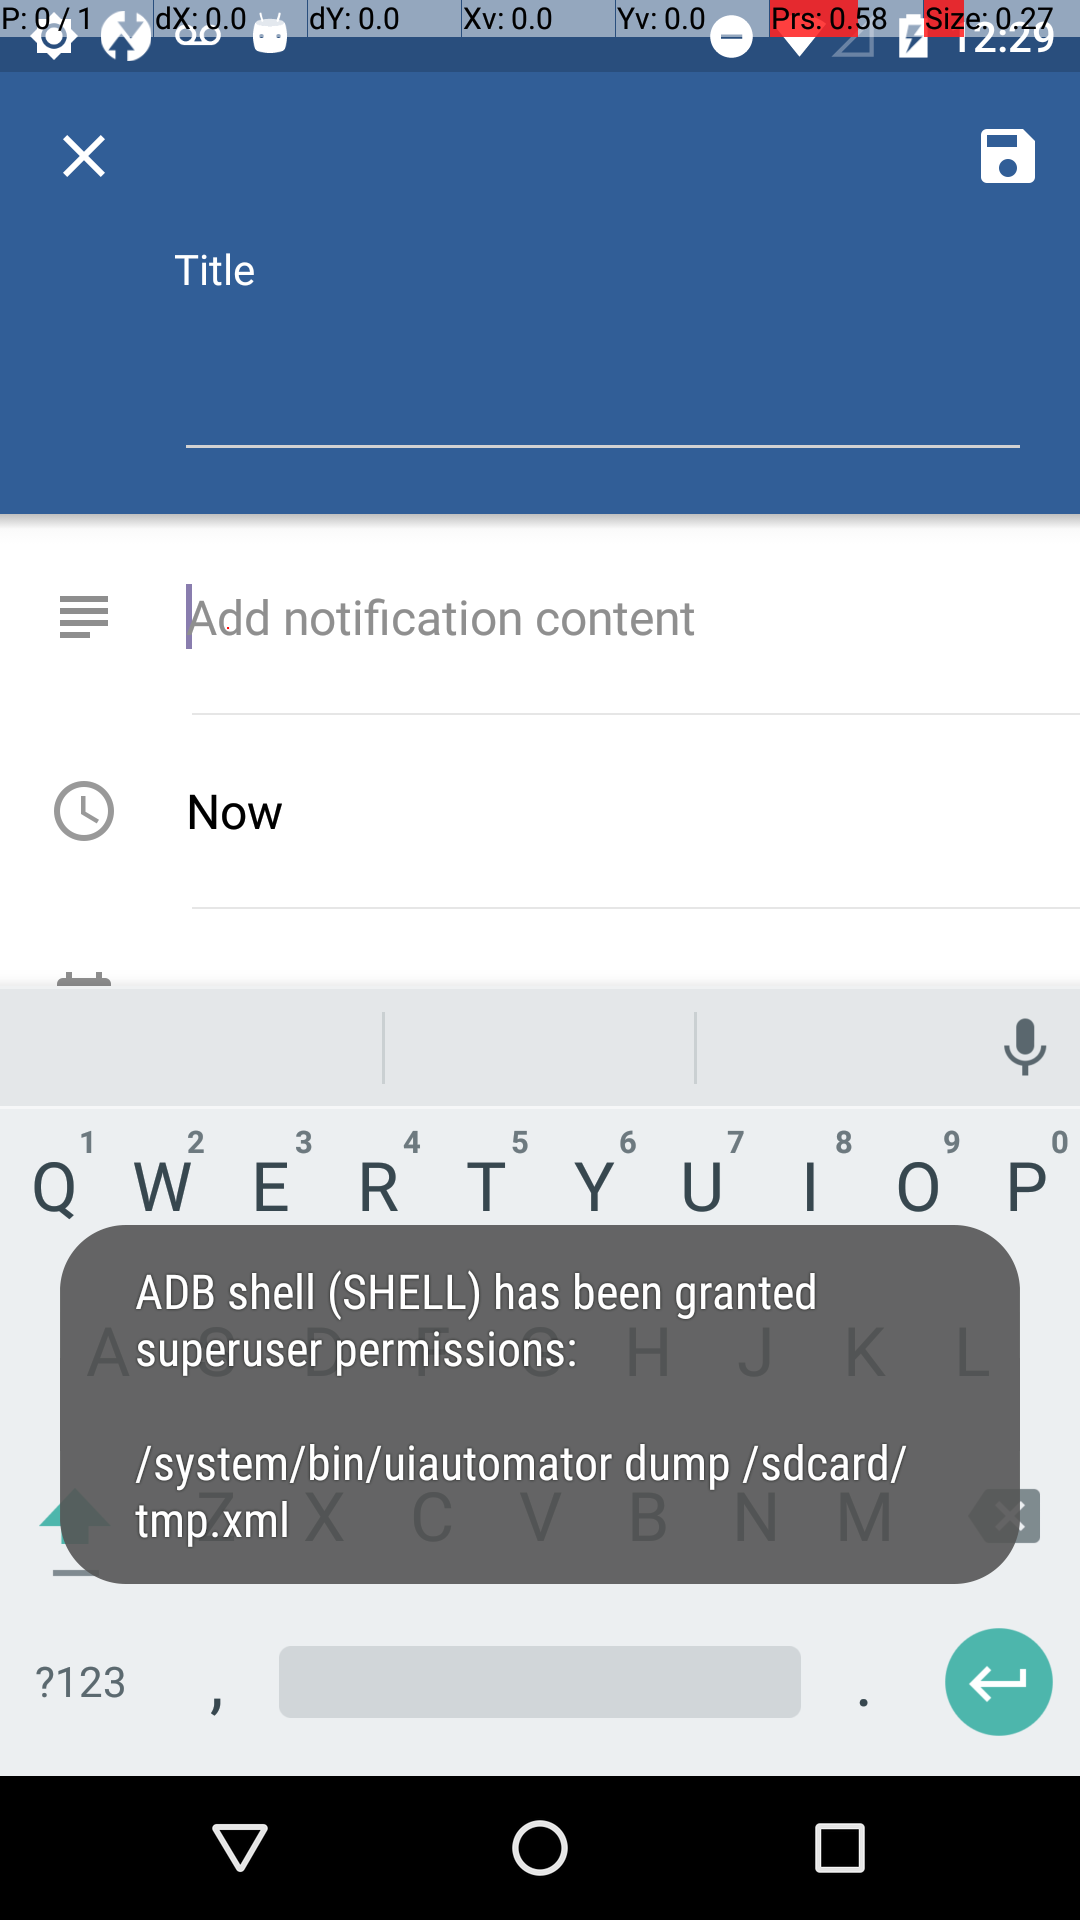 P: 0 / 1 dX: 0.0 dY: 0.0 Xv: 0.0 Yv: 0.0 Prs: 0.58 Size: 0.27
12:29
Title
Add notification content
Now
1 2 3 4 5 6 7 8 9 0
Q W E R T Y U I O P
ADB shell (SHELL) has been granted
superuser permissions:
A S D F G H J K L
/system/bin/uiautomator dump /sdcard/
tmp.xml
Z X C V B N M
?123 , .